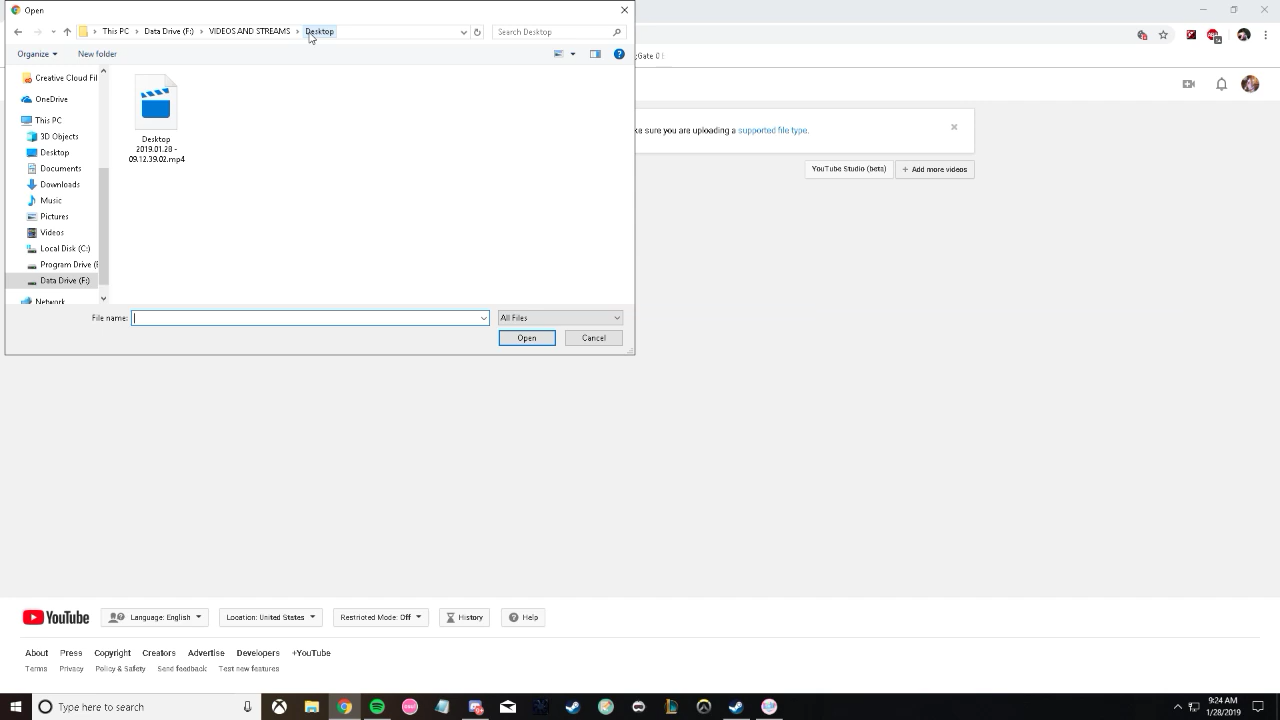 Open
This PC > Data Drive (F:) > VIDEOS AND STREAMS > Desktop
Search Desktop
Organize
New folder
Creative Cloud Fil
OneDrive
This PC
3D Objects
Desktop
Documents
Downloads
Music
Pictures
Videos
Local Disk (C:)
Program Drive (E
Data Drive (F:)
Network
Desktop
2019.01.28 -
09.12.39.02.mp4
File name:
All Files
Open
Cancel
ke sure you are uploading a supported file type.
YouTube Studio (beta)
+ Add more videos
YouTube
Language: English
Location: United States
Restricted Mode: Off
History
Help
About Press Copyright Creators Advertise Developers +YouTube
Terms Privacy Policy & Safety Send feedback Test new features
Type here to search
9:24 AM
1/28/2019